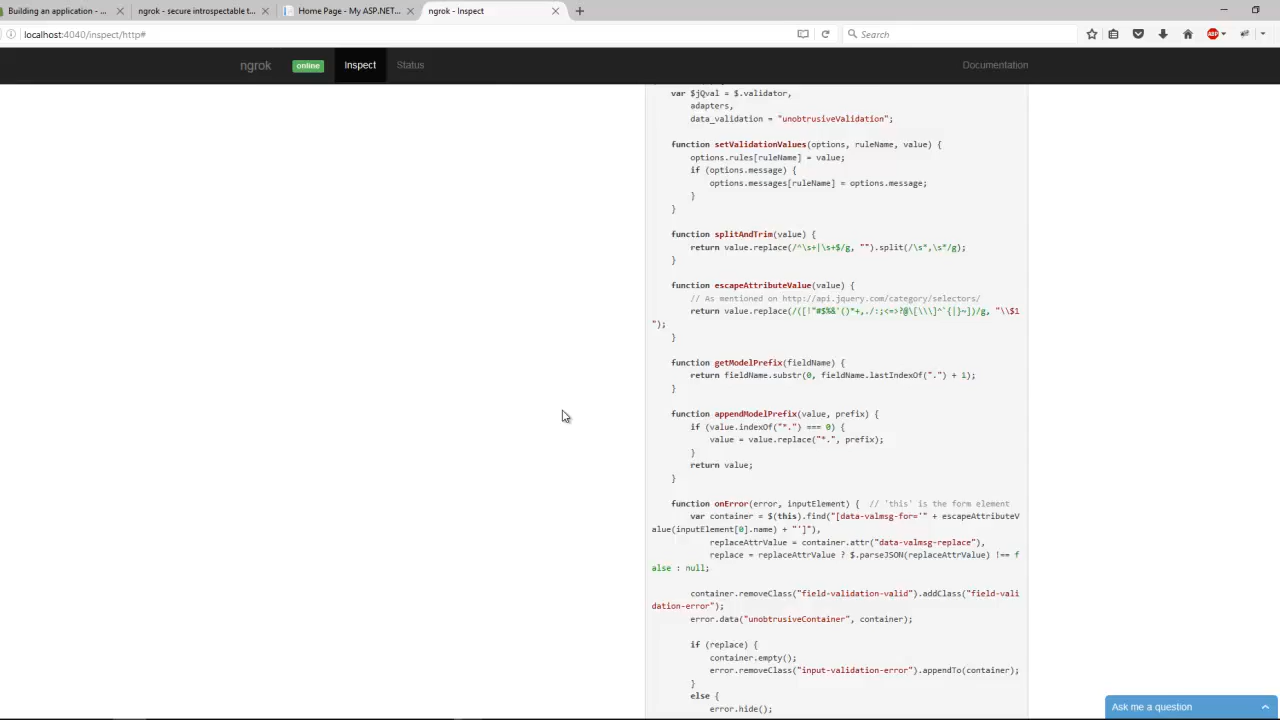 Building an application - ...
ngrok - secure introspectable t...
Home Page - My ASP.NET...
ngrok - Inspect
localhost:4040/inspect/http#
Search
ABP
ngrok
online
Inspect
Status
Documentation
var $jQval = $.validator,
adapters,
data_validation = "unobtrusiveValidation";
function setValidationValues(options, ruleName, value) {
options.rules[ruleName] = value;
if (options.message) {
options.messages[ruleName] = options.message;
}
}
function splitAndTrim(value) {
return value.replace(/^\s+|\s+$/g, "").split(/\s*,\s*/g);
}
function escapeAttributeValue(value) {
// As mentioned on http://api.jquery.com/category/selectors/
return value.replace(/([!"#$%&'()*+,./:;<=>?@\[\\\]^`{|}~])/g, "\\$1
");
}
function getModelPrefix(fieldName) {
return fieldName.substr(0, fieldName.lastIndexOf(".") + 1);
}
function appendModelPrefix(value, prefix) {
if (value.indexOf("*.") === 0) {
value = value.replace("*.", prefix);
}
return value;
}
function onError(error, inputElement) {  // 'this' is the form element
var container = $(this).find("[data-valmsg-for='" + escapeAttributeV
alue(inputElement[0].name) + "']"),
replaceAttrValue = container.attr("data-valmsg-replace"),
replace = replaceAttrValue ? $.parseJSON(replaceAttrValue) !== f
alse : null;
container.removeClass("field-validation-valid").addClass("field-vali
dation-error");
error.data("unobtrusiveContainer", container);
if (replace) {
container.empty();
error.removeClass("input-validation-error").appendTo(container);
}
else {
error.hide();
Ask me a question